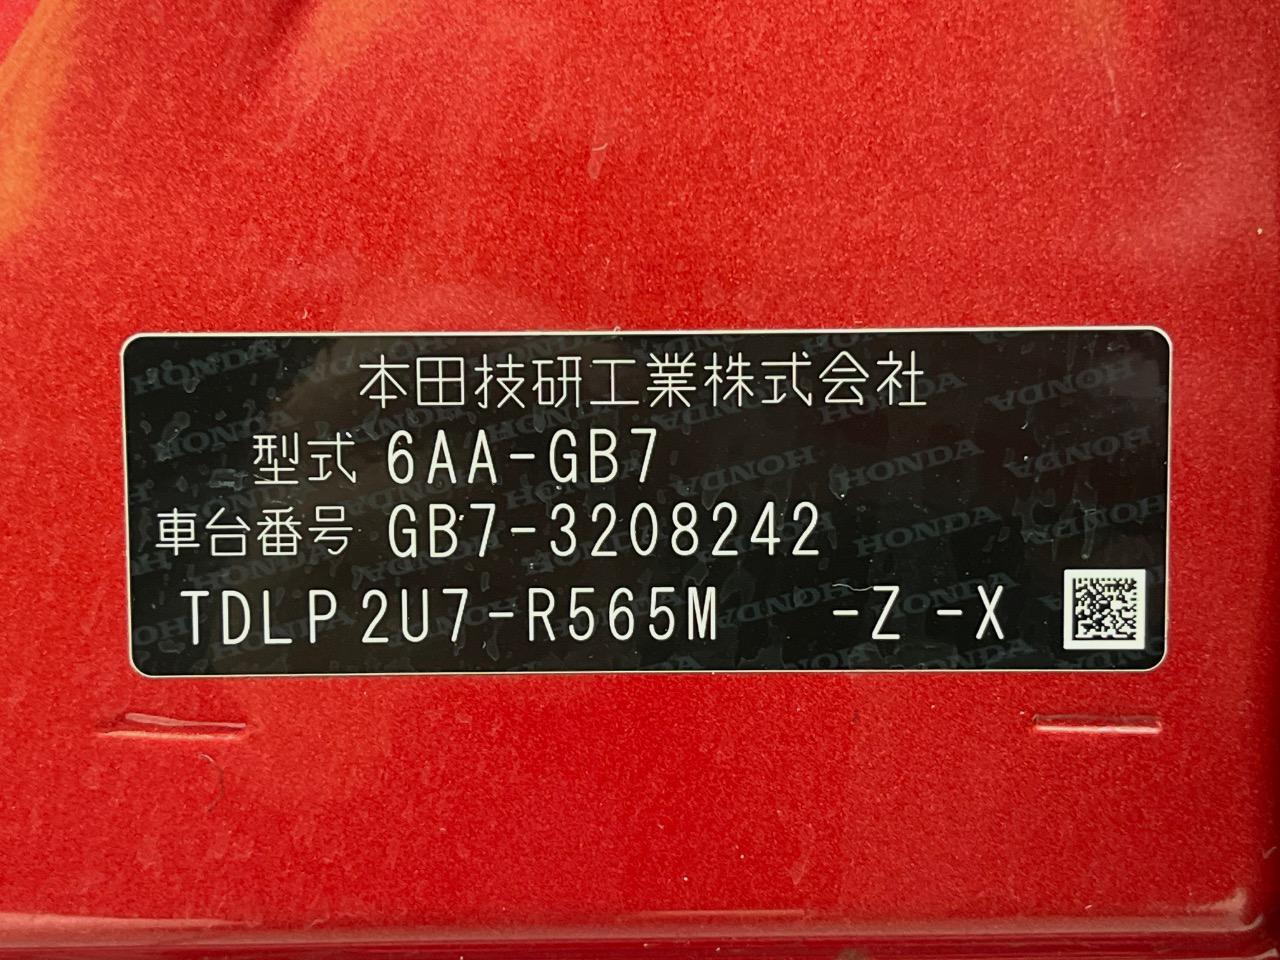 本田技研工業株式会社
型式 6AA-GB7
車台番号 GB7-3208242
TDLP2U7-R565M -Z -X